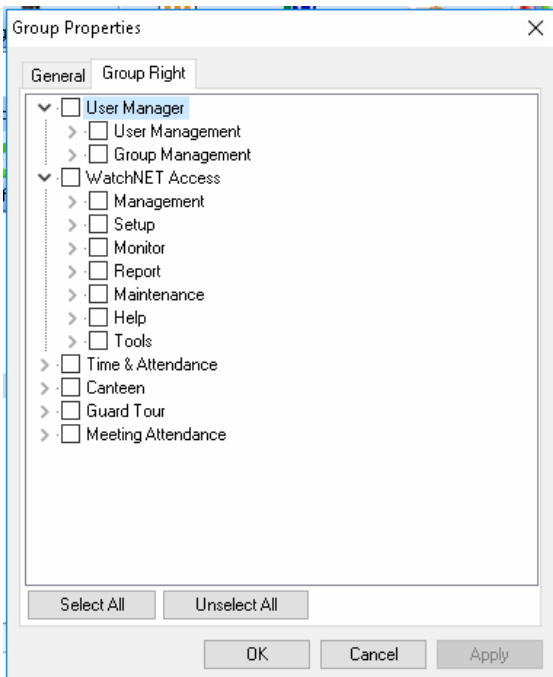 Group Properties
General Group Right
User Manager
User Management
Group Management
WatchNET Access
Management
Setup
Monitor
Report
Maintenance
Help
Tools
Time & Attendance
Canteen
Guard Tour
Meeting Attendance
Select All Unselect All
OK Cancel Apply